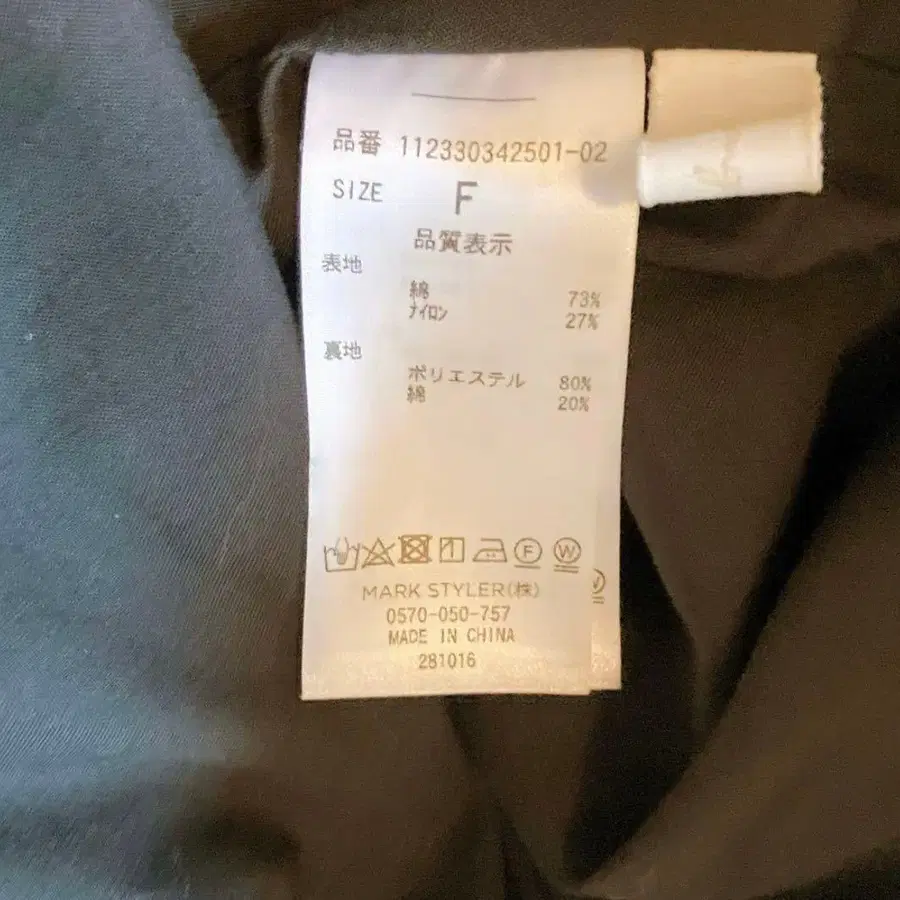 品番 112330342501-02
SIZE F
品質表示
表地
綿 73%
ナイロン 27%
裏地
ポリエステル 80%
綿 20%
F W
MARK STYLER(株)
0570-050-757
MADE IN CHINA
281016